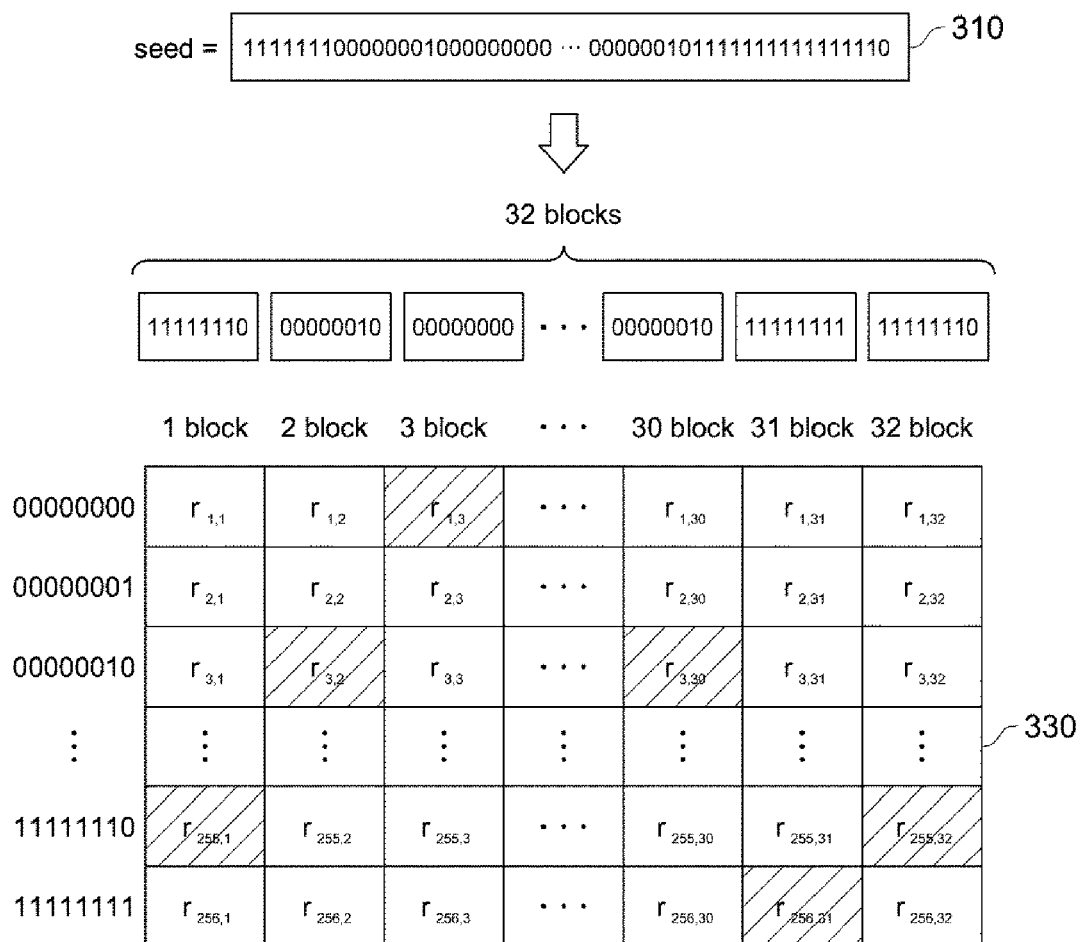 seed = 111111100000001000000000 ··· 000000101111111111111110
310
32 blocks
11111110 00000010 00000000 ··· 00000010 11111111 11111110
1 block 2 block 3 block ··· 30 block 31 block 32 block
00000000 r 1,1 r 1,2 r 1,3 ··· r 1,30 r 1,31 r 1,32
00000001 r 2,1 r 2,2 r 2,3 ··· r 2,30 r 2,31 r 2,32
00000010 r 3,1 r 3,2 r 3,3 ··· r 3,30 r 3,31 r 3,32
⋮ ⋮ ⋮ ⋮ ⋮ ⋮ ⋮ ⋮
330
11111110 r 255,1 r 255,2 r 255,3 ··· r 255,30 r 255,31 r 255,32
11111111 r 256,1 r 256,2 r 256,3 ··· r 256,30 r 256,31 r 256,32